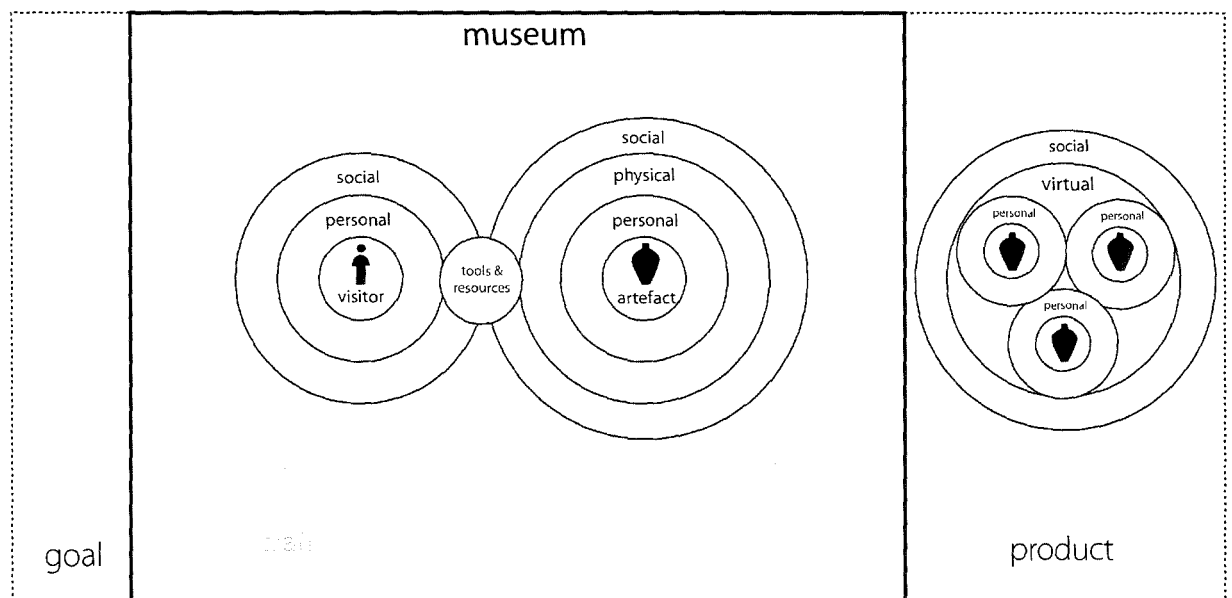 museum
social
personal
visitor
tools &
resources
social
physical
personal
artefact
social
virtual
personal
personal
personal
goal
product